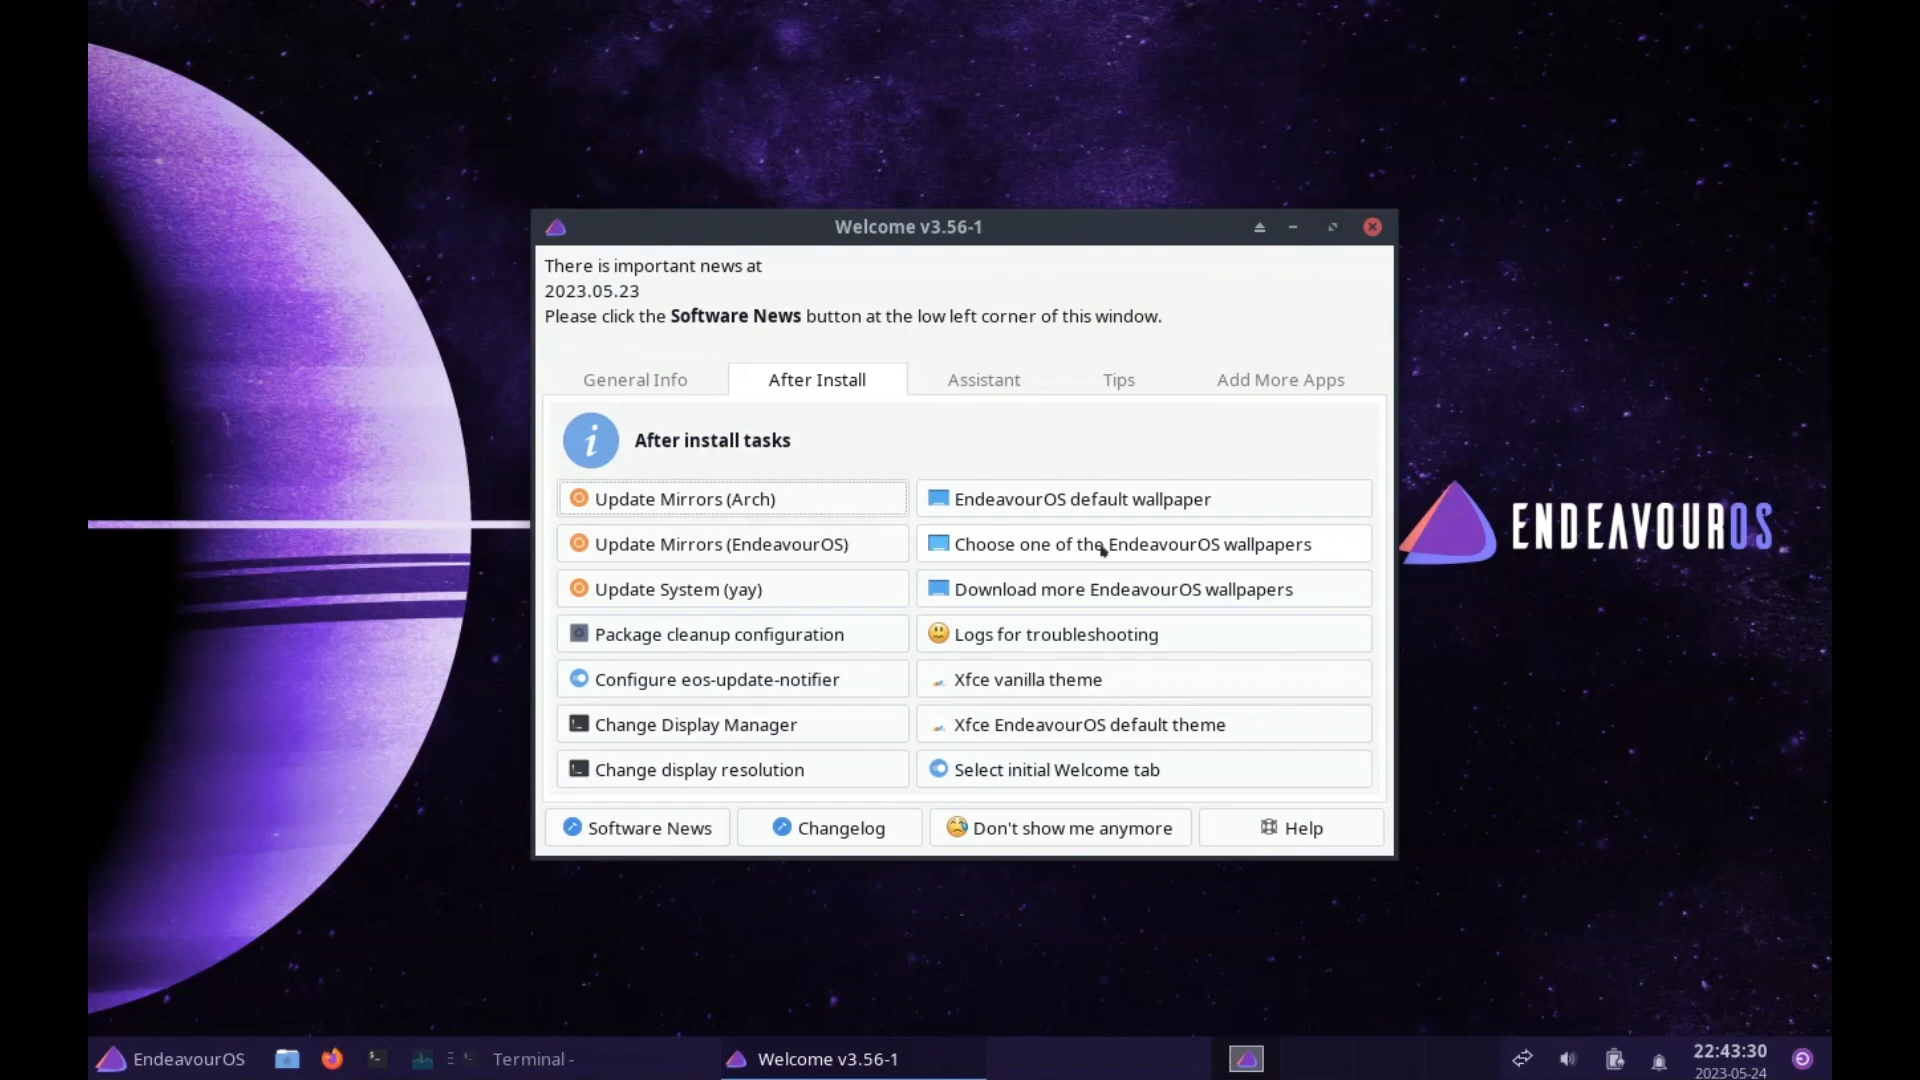 Welcome v3.56-1
There is important news at
2023.05.23
Please click the Software News button at the low left corner of this window.
General Info
After Install
Assistant
Tips
Add More Apps
After install tasks
Update Mirrors (Arch)
EndeavourOS default wallpaper
Update Mirrors (EndeavourOS)
Choose one of the EndeavourOS wallpapers
Update System (yay)
Download more EndeavourOS wallpapers
Package cleanup configuration
Logs for troubleshooting
Configure eos-update-notifier
Xfce vanilla theme
Change Display Manager
Xfce EndeavourOS default theme
Change display resolution
Select initial Welcome tab
Software News
Changelog
Don't show me anymore
Help
ENDEAVOUROS
EndeavourOS
Terminal -
Welcome v3.56-1
22:43:30
2023-05-24